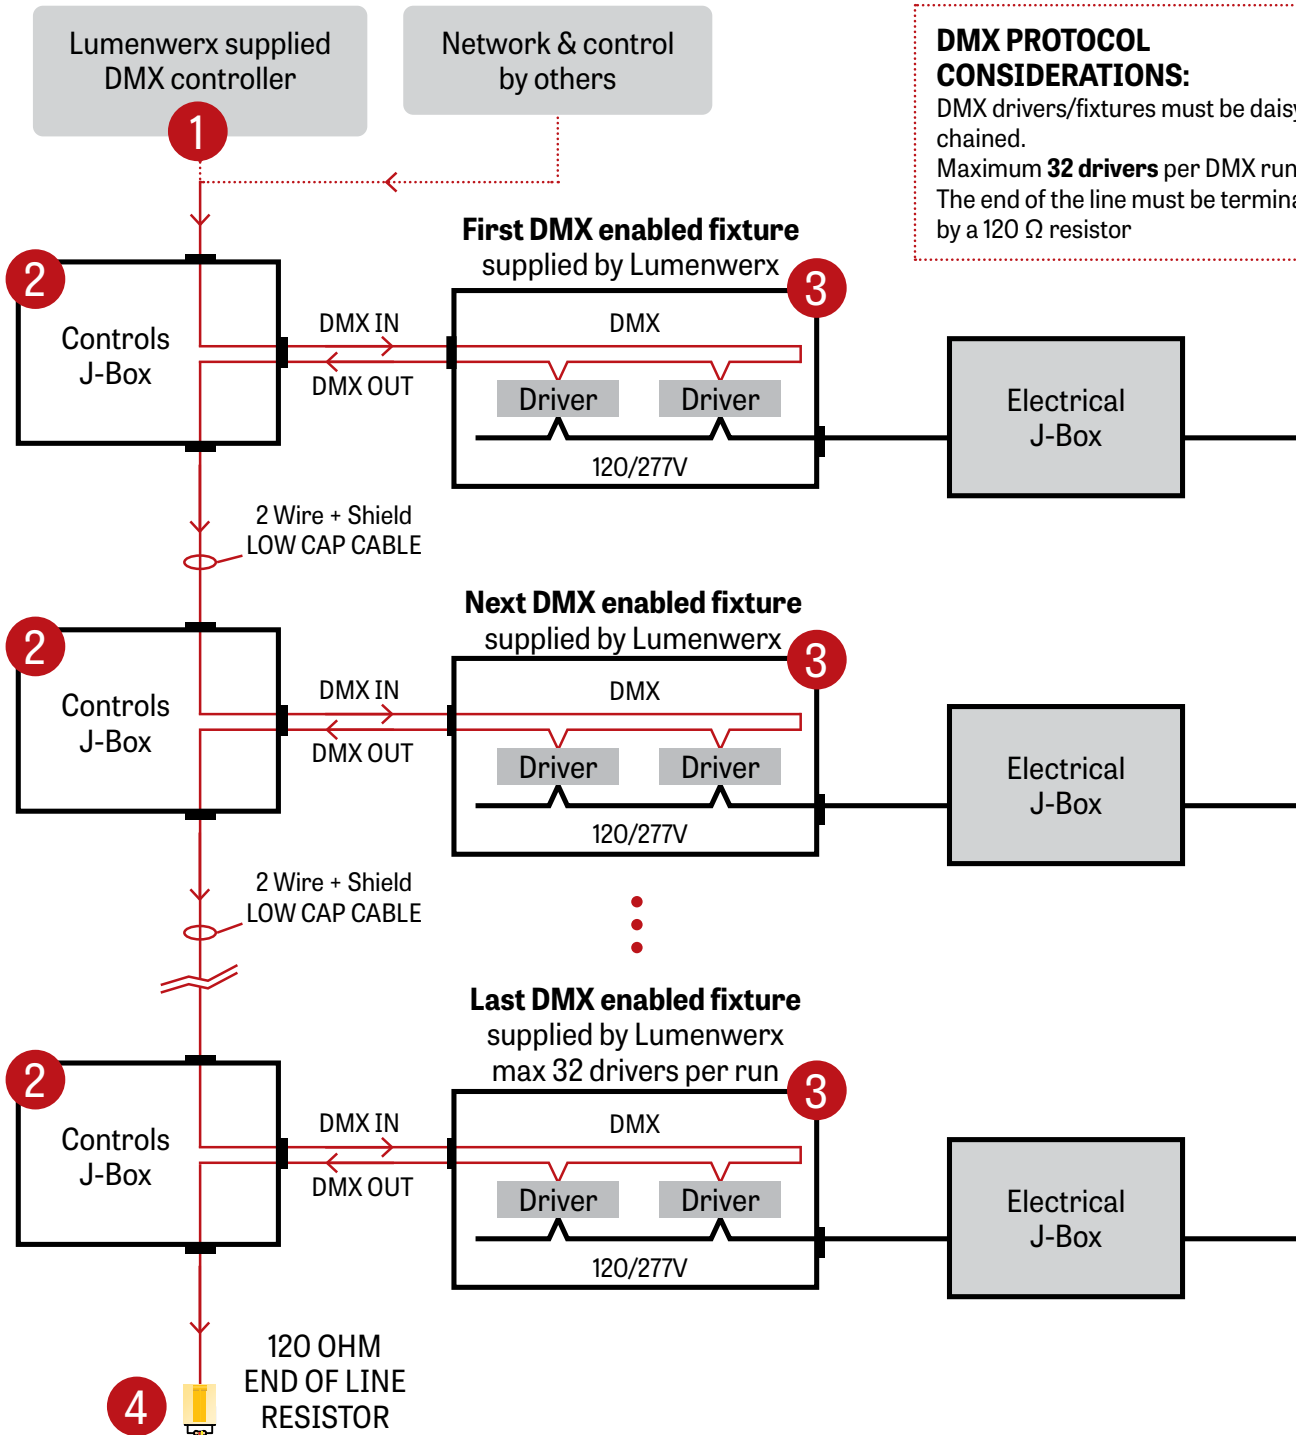 Lumenwerx supplied
DMX controller
1
Network & control
by others
DMX PROTOCOL
CONSIDERATIONS:
DMX drivers/fixtures must be daisy
chained.
Maximum 32 drivers per DMX run
The end of the line must be termina
by a 120 Ω resistor
First DMX enabled fixture
supplied by Lumenwerx
2
Controls
J-Box
DMX IN
DMX OUT
3
DMX
Driver
Driver
120/277V
Electrical
J-Box
2 Wire + Shield
LOW CAP CABLE
Next DMX enabled fixture
supplied by Lumenwerx
2
Controls
J-Box
DMX IN
DMX OUT
3
DMX
Driver
Driver
120/277V
Electrical
J-Box
2 Wire + Shield
LOW CAP CABLE
Last DMX enabled fixture
supplied by Lumenwerx
max 32 drivers per run
2
Controls
J-Box
DMX IN
DMX OUT
3
DMX
Driver
Driver
120/277V
Electrical
J-Box
4
120 OHM
END OF LINE
RESISTOR